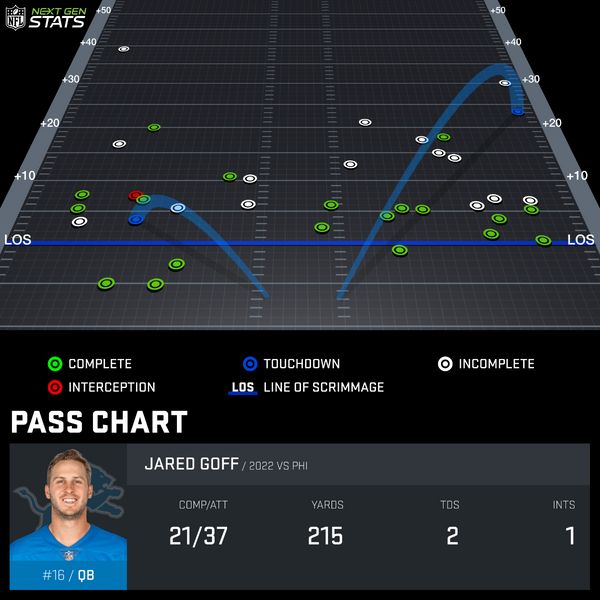 NFL NEXT GEN STATS
+50 +50
+40 +40
+30 +30
+20 +20
+10 +10
LOS LOS
COMPLETE TOUCHDOWN INCOMPLETE
INTERCEPTION LOS LINE OF SCRIMMAGE
PASS CHART
JARED GOFF / 2022 VS PHI
COMP/ATT YARDS TDS INTS
21/37 215 2 1
#16 / QB